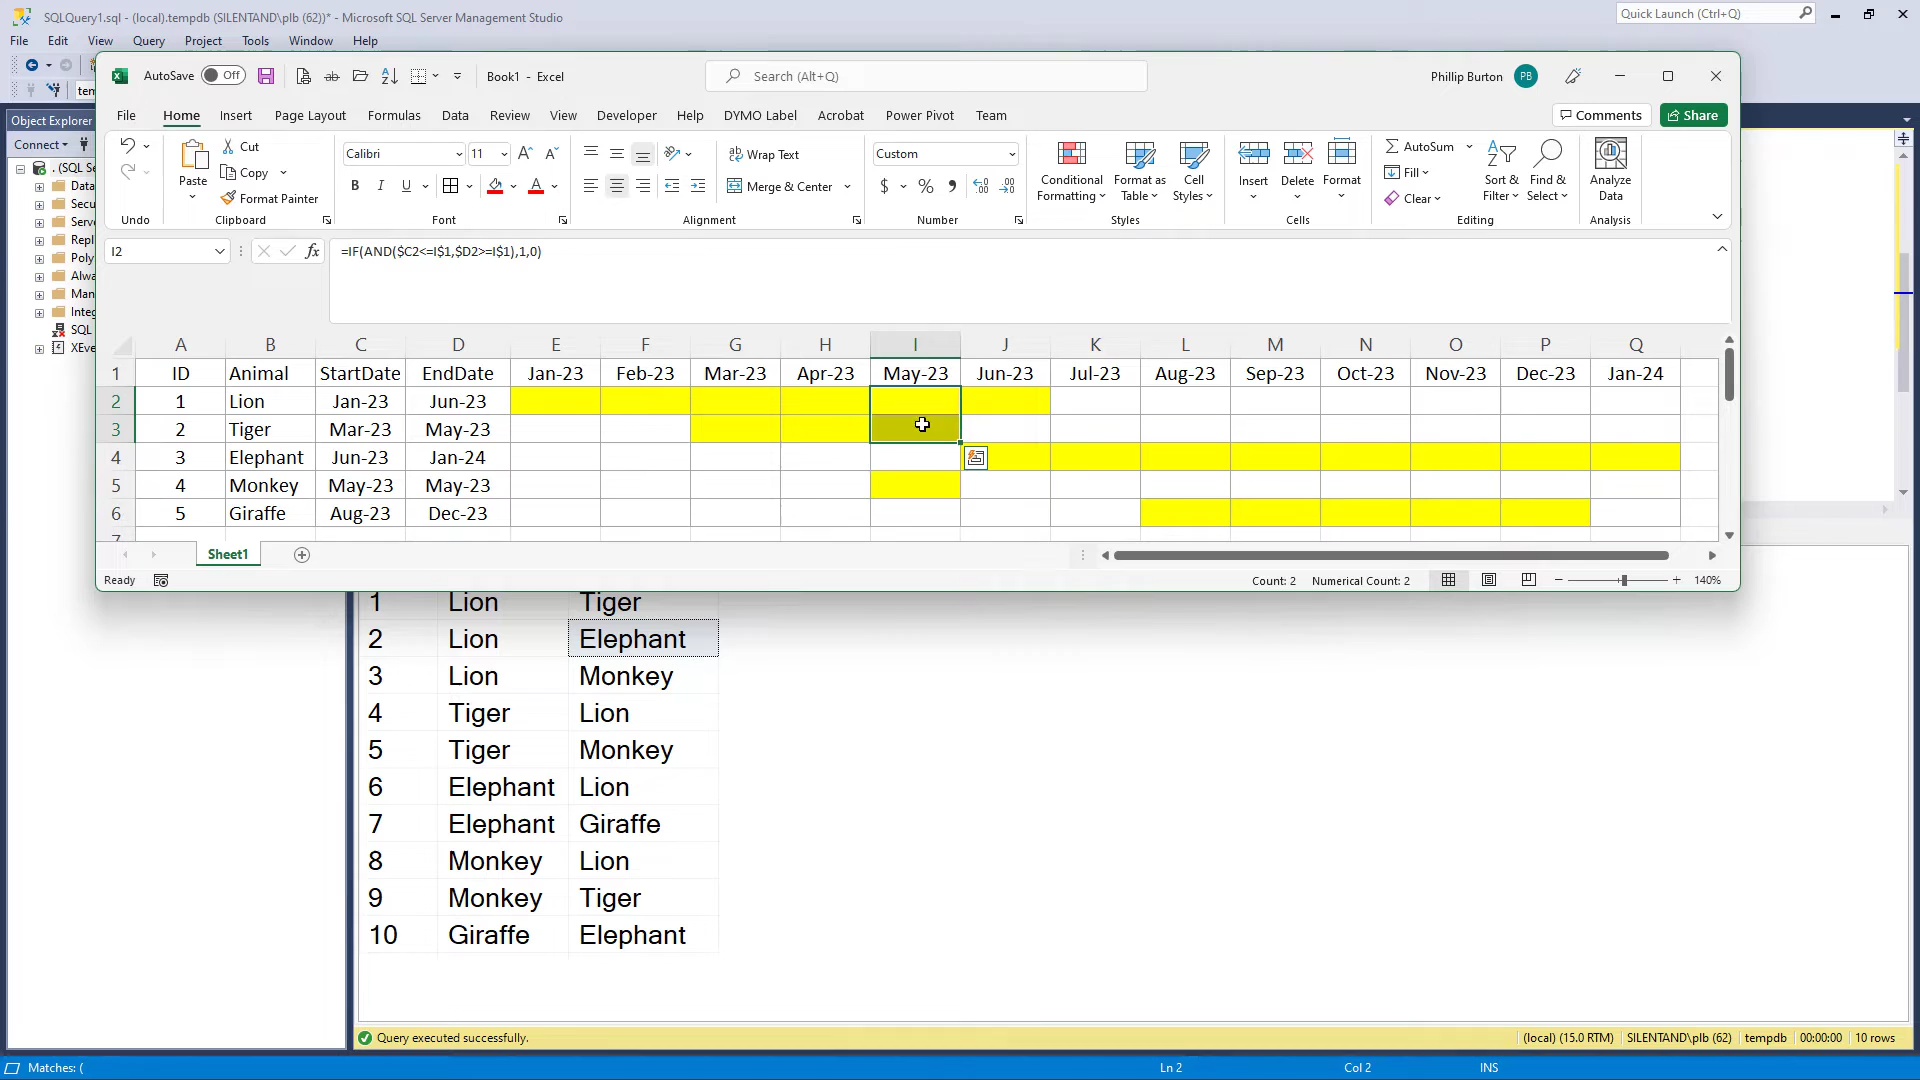 SQLQuery1.sql - (local).tempdb (SILENTAND\plb (62))* - Microsoft SQL Server Management Studio
Quick Launch (Ctrl+Q)
File Edit View Query Project Tools Window Help
AutoSave Off Book1 - Excel Search (Alt+Q) Phillip Burton PB
tem
File Home Insert Page Layout Formulas Data Review View Developer Help DYMO Label Acrobat Power Pivot Team Comments Share
Object Explorer
Connect
Undo
Paste Cut Copy Format Painter Clipboard
Calibri 11 B I U A Font
Wrap Text Merge & Center Alignment
Custom $ % Number
Conditional Formatting Format as Table Cell Styles Styles
Insert Delete Format Cells
AutoSum Fill Clear Sort & Filter Find & Select Editing
Analyze Data Analysis
. (SQL Se
Data
Secu
Serve
Repl
Poly
Alwa
Man
Integ
SQL
XEve
I2 fx =IF(AND($C2<=I$1,$D2>=I$1),1,0)
A B C D E F G H I J K L M N O P Q
1 ID Animal StartDate EndDate Jan-23 Feb-23 Mar-23 Apr-23 May-23 Jun-23 Jul-23 Aug-23 Sep-23 Oct-23 Nov-23 Dec-23 Jan-24
2 1 Lion Jan-23 Jun-23
3 2 Tiger Mar-23 May-23
4 3 Elephant Jun-23 Jan-24
5 4 Monkey May-23 May-23
6 5 Giraffe Aug-23 Dec-23
7
Sheet1
Ready Count: 2 Numerical Count: 2 140%
1 Lion Tiger
2 Lion Elephant
3 Lion Monkey
4 Tiger Lion
5 Tiger Monkey
6 Elephant Lion
7 Elephant Giraffe
8 Monkey Lion
9 Monkey Tiger
10 Giraffe Elephant
Query executed successfully. (local) (15.0 RTM) SILENTAND\plb (62) tempdb 00:00:00 10 rows
Matches: ( Ln 2 Col 2 INS